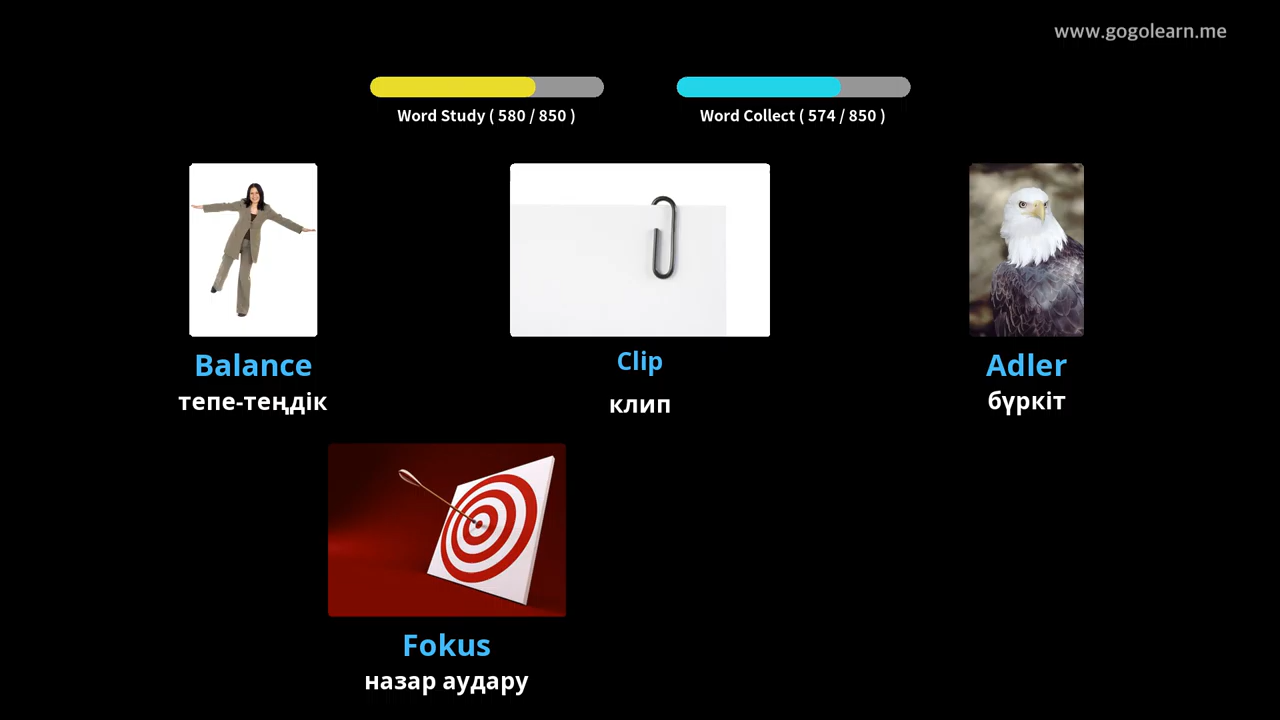 www.gogolearn.me
Word Study ( 580 / 850 )
Word Collect ( 574 / 850 )
Balance
тепе-теңдік
Clip
клип
Adler
бүркіт
Fokus
назар аудару